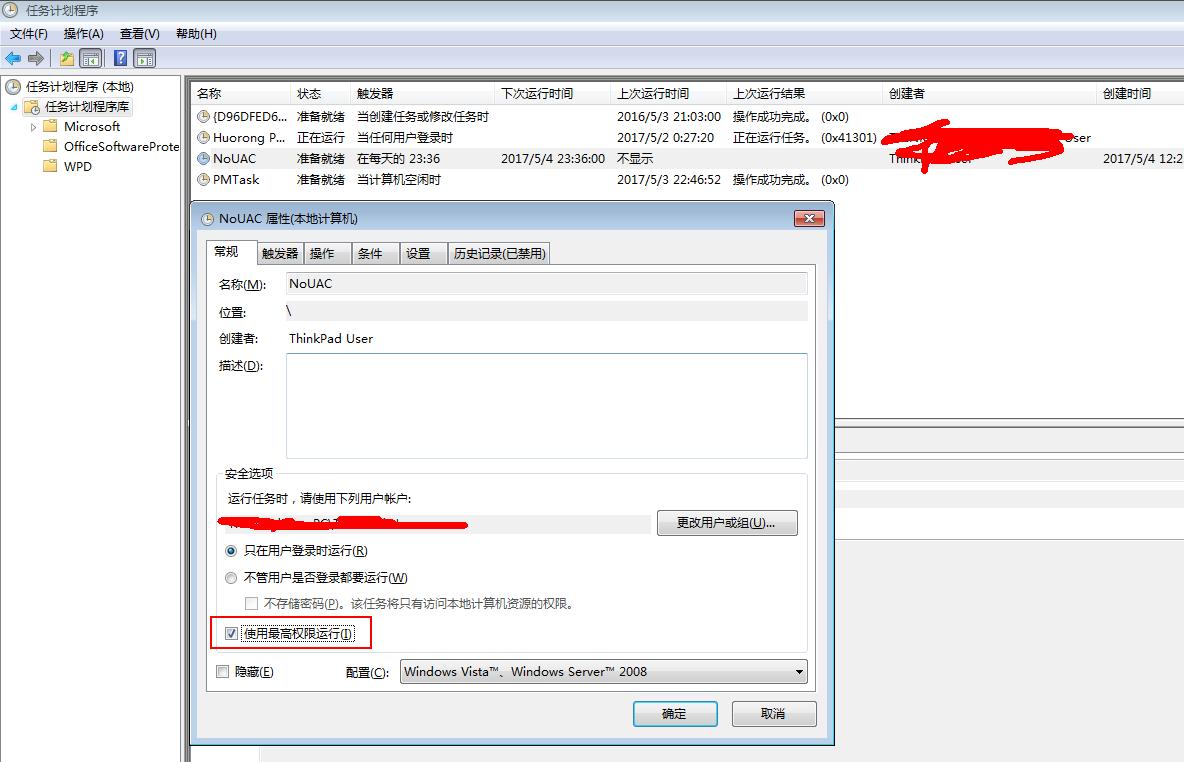 任务计划程序
文件(F) 操作(A) 查看(V) 帮助(H)
任务计划程序 (本地)
任务计划程序库
Microsoft
OfficeSoftwareProte
WPD
名称 状态 触发器 下次运行时间 上次运行时间 上次运行结果 创建者 创建时间
{D96DFED6... 准备就绪 当创建任务或修改任务时 2016/5/3 21:03:00 操作成功完成。 (0x0)
Huorong P... 正在运行 当任何用户登录时 2017/5/2 0:27:20 正在运行任务。 (0x41301)
NoUAC 准备就绪 在每天的 23:36 2017/5/4 23:36:00 不显示 2017/5/4 12:2
PMTask 准备就绪 当计算机空闲时 2017/5/3 22:46:52 操作成功完成。 (0x0)
NoUAC 属性(本地计算机)
常规 触发器 操作 条件 设置 历史记录(已禁用)
名称(M): NoUAC
位置: \
创建者: ThinkPad User
描述(D):
安全选项
运行任务时，请使用下列用户帐户:
更改用户或组(U)...
只在用户登录时运行(R)
不管用户是否登录都要运行(W)
不存储密码(P)。该任务将只有访问本地计算机资源的权限。
使用最高权限运行(I)
隐藏(E) 配置(C): Windows Vista™、Windows Server™ 2008
确定 取消